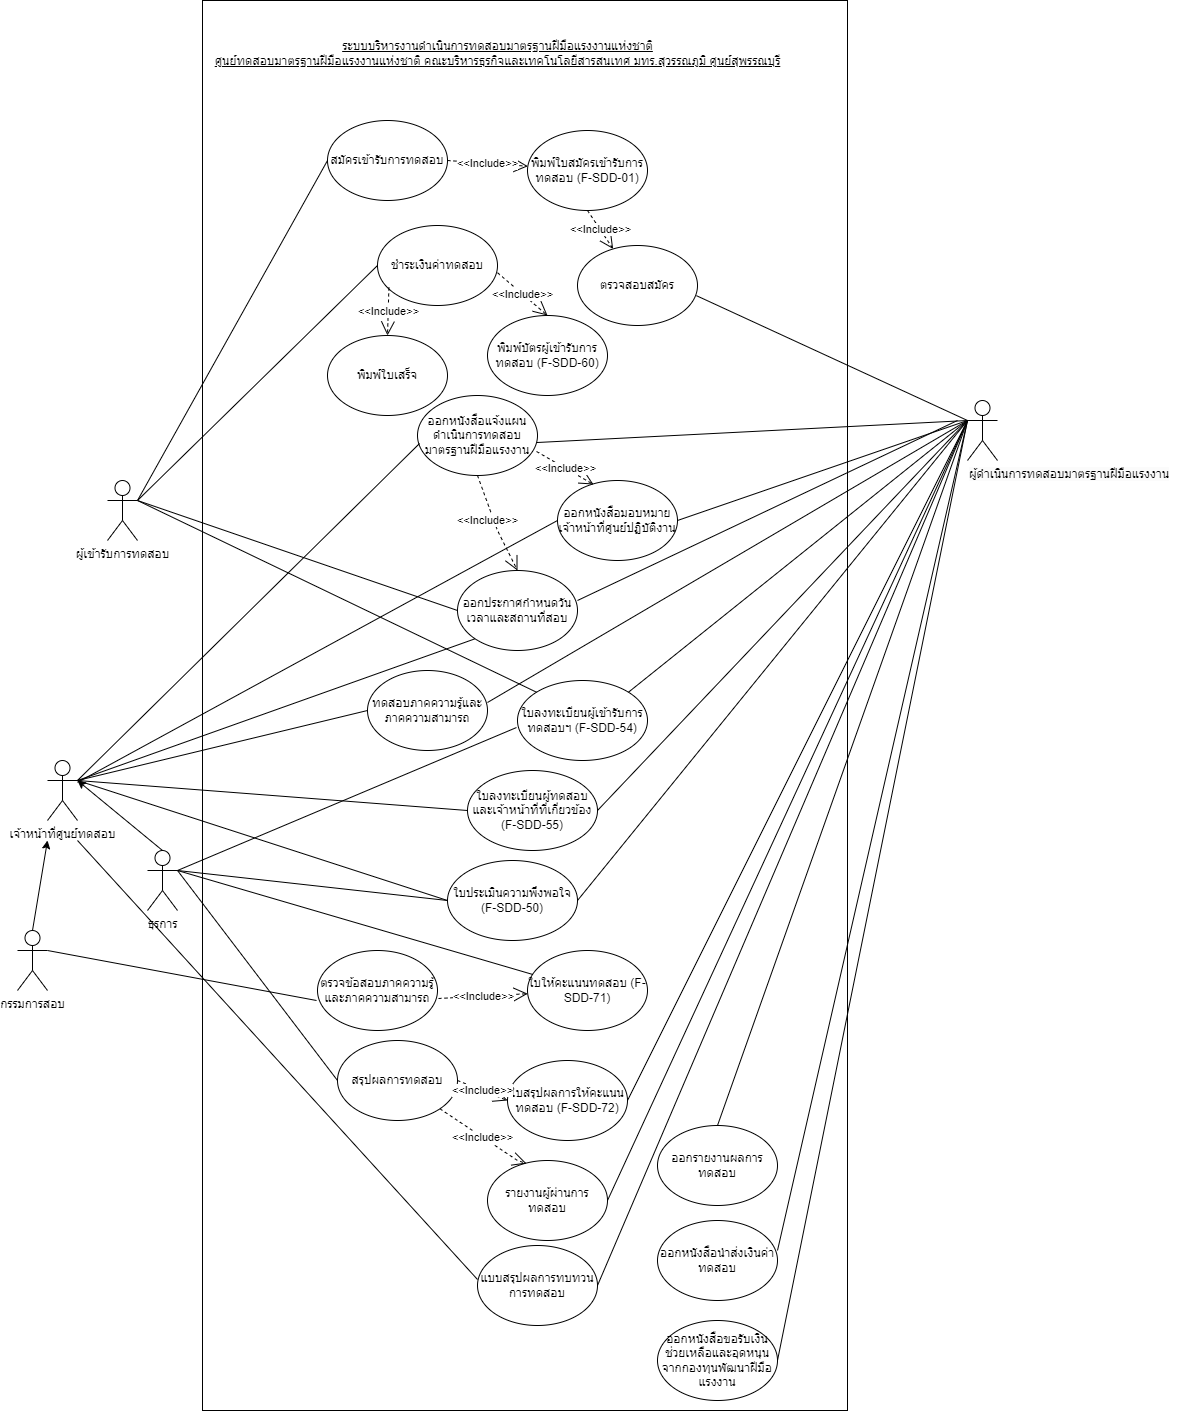 ระบบบริหารงานดำเนินการทดสอบมาตรฐานฝีมือแรงงานแห่งชาติ
ศูนย์ทดสอบมาตรฐานฝีมือแรงงานแห่งชาติ คณะบริหารธุรกิจและเทคโนโลยีสารสนเทศ มทร.สุวรรณภูมิ ศูนย์สุพรรณบุรี
สมัครเข้ารับการทดสอบ
<<Include>>
พิมพ์ใบสมัครเข้ารับการ
ทดสอบ (F-SDD-01)
<<Include>>
ตรวจสอบสมัคร
ชำระเงินค่าทดสอบ
<<Include>>
<<Include>>
พิมพ์ใบเสร็จ
พิมพ์บัตรผู้เข้ารับการ
ทดสอบ (F-SDD-60)
ออกหนังสือแจ้งแผน
ดำเนินการทดสอบ
มาตรฐานฝีมือแรงงาน
<<Include>>
<<Include>>
ออกหนังสือมอบหมาย
เจ้าหน้าที่ศูนย์ปฏิบัติงาน
ออกประกาศกำหนดวัน
เวลาและสถานที่สอบ
ผู้ดำเนินการทดสอบมาตรฐานฝีมือแรงงาน
ผู้เข้ารับการทดสอบ
ทดสอบภาคความรู้และ
ภาคความสามารถ
ใบลงทะเบียนผู้เข้ารับการ
ทดสอบฯ (F-SDD-54)
ใบลงทะเบียนผู้ทดสอบ
และเจ้าหน้าที่ที่เกี่ยวข้อง
(F-SDD-55)
เจ้าหน้าที่ศูนย์ทดสอบ
ใบประเมินความพึงพอใจ
(F-SDD-50)
ธุรการ
กรรมการสอบ
ตรวจข้อสอบภาคความรู้
และภาคความสามารถ
<<Include>>
ใบให้คะแนนทดสอบ (F-
SDD-71)
สรุปผลการทดสอบ
<<Include>>
ใบสรุปผลการให้คะแนน
ทดสอบ (F-SDD-72)
<<Include>>
รายงานผู้ผ่านการ
ทดสอบ
ออกรายงานผลการ
ทดสอบ
แบบสรุปผลการทบทวน
การทดสอบ
ออกหนังสือนำส่งเงินค่า
ทดสอบ
ออกหนังสือขอรับเงิน
ช่วยเหลือและอุดหนุน
จากกองทุนพัฒนาฝีมือ
แรงงาน